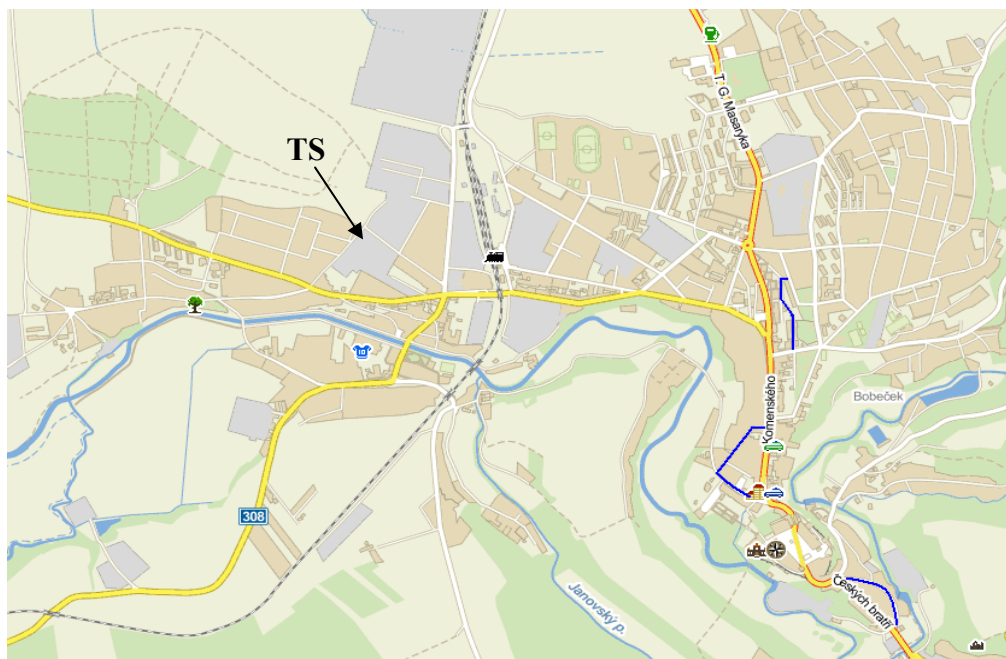 T. G. Masaryka
TS
Komenského
Bobeček
308
Janovský p.
Českých bratří